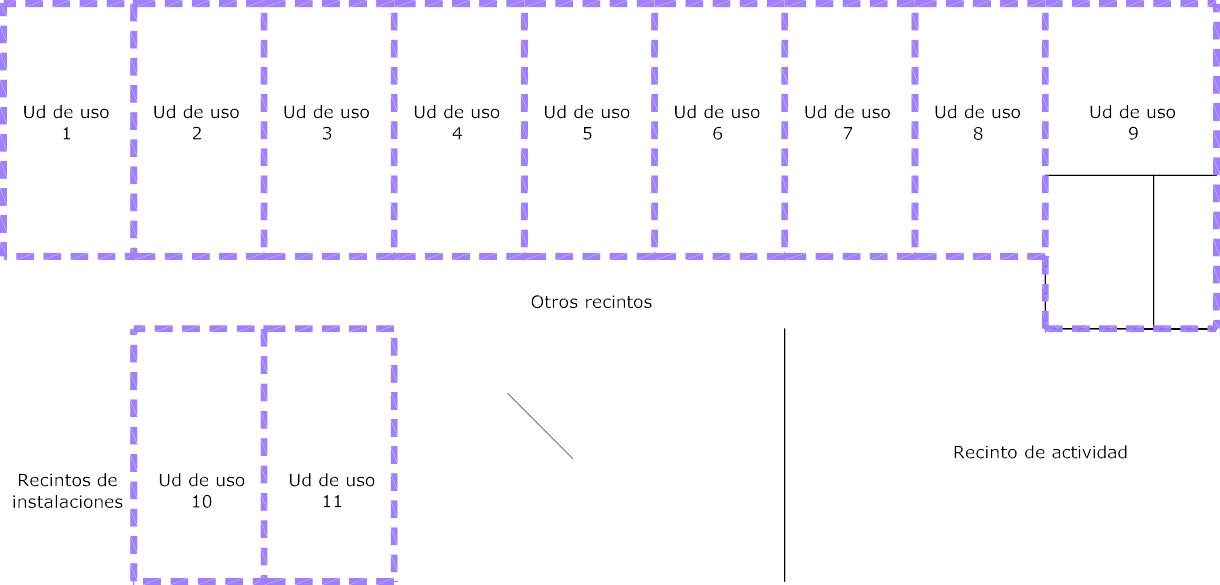 Ud de uso
1
Ud de uso
2
Ud de uso
3
Ud de uso
4
Ud de uso
5
Ud de uso
6
Ud de uso
7
Ud de uso
8
Ud de uso
9
Otros recintos
Recintos de
instalaciones
Ud de uso
10
Ud de uso
11
Recinto de actividad